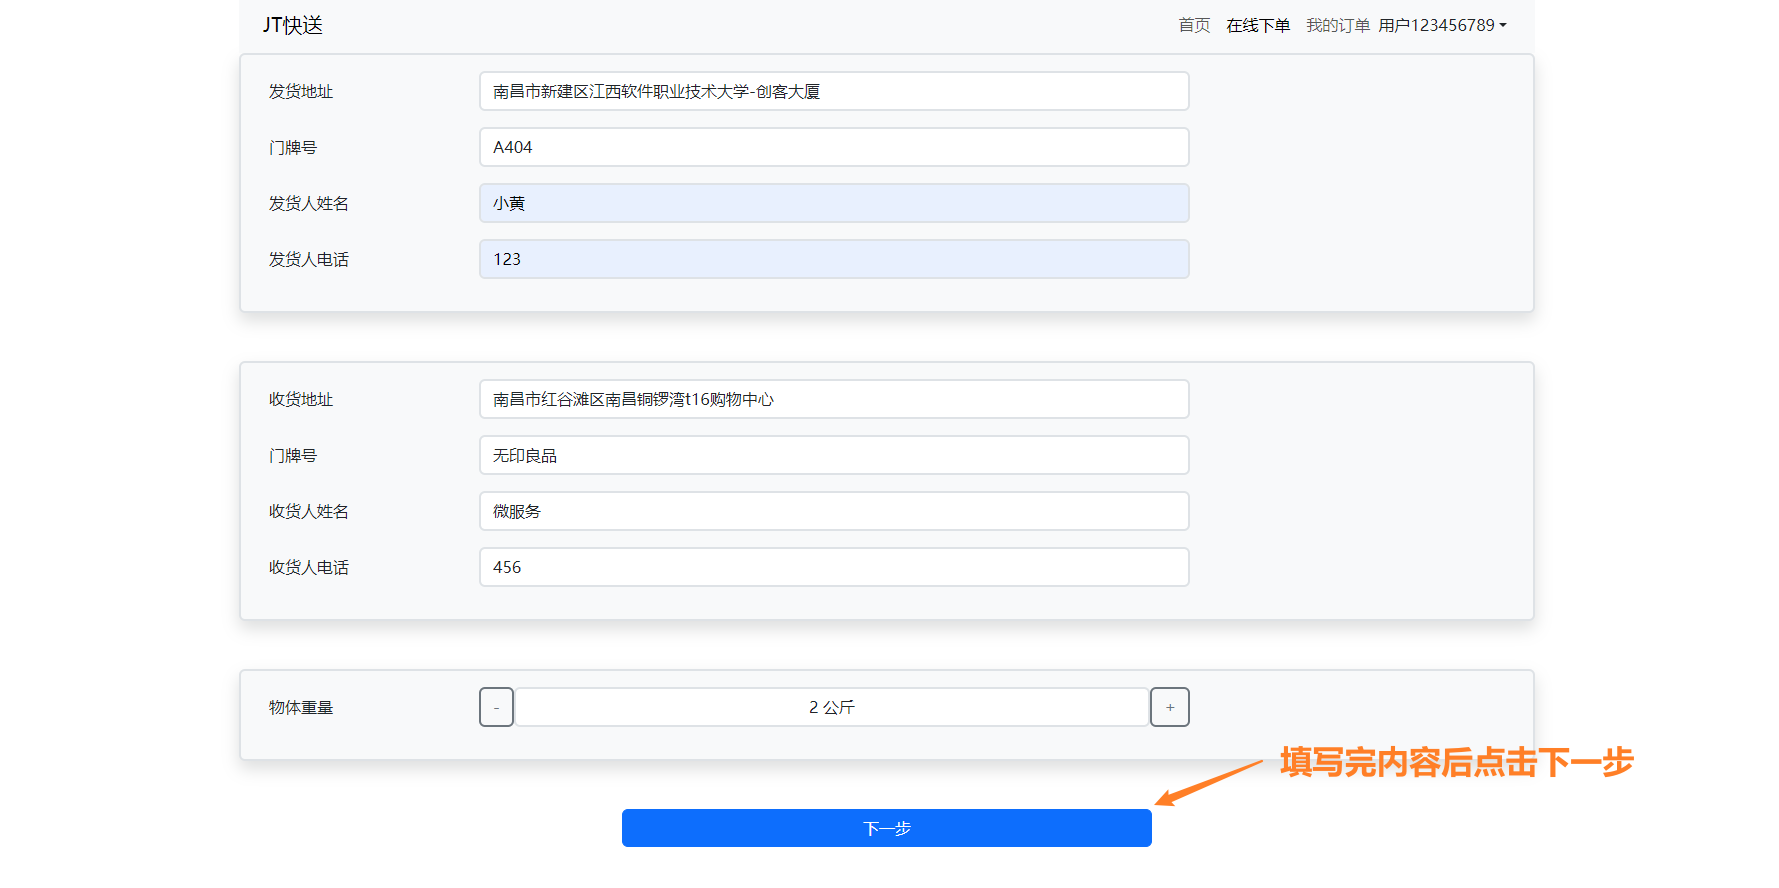 JT快送 首页 在线下单 我的订单 用户123456789
发货地址 南昌市新建区江西软件职业技术大学-创客大厦
门牌号 A404
发货人姓名 小黄
发货人电话 123
收货地址 南昌市红谷滩区南昌铜锣湾t16购物中心
门牌号 无印良品
收货人姓名 微服务
收货人电话 456
物体重量 - 2 公斤 +
填写完内容后点击下一步
下一步